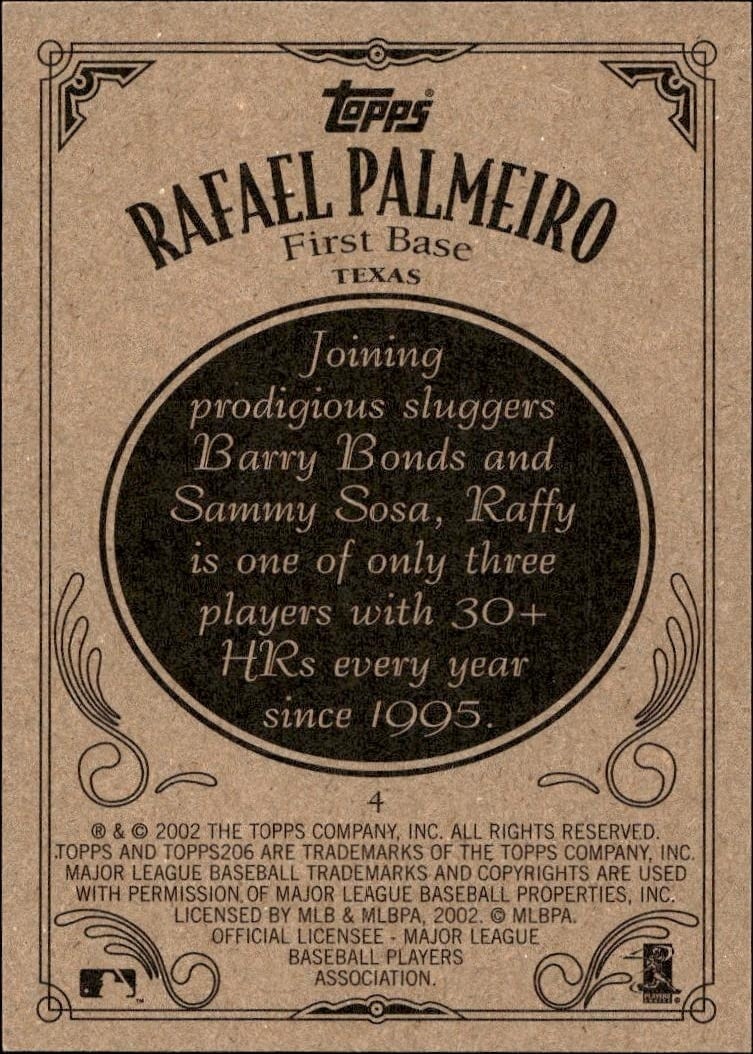 Topps®
RAFAEL PALMEIRO
First Base
TEXAS
Joining
prodigious sluggers
Barry Bonds and
Sammy Sosa, Raffy
is one of only three
players with 30+
HRs every year
since 1995.
4
® & © 2002 THE TOPPS COMPANY, INC. ALL RIGHTS RESERVED.
TOPPS AND TOPPS206 ARE TRADEMARKS OF THE TOPPS COMPANY, INC.
MAJOR LEAGUE BASEBALL TRADEMARKS AND COPYRIGHTS ARE USED
WITH PERMISSION OF MAJOR LEAGUE BASEBALL PROPERTIES, INC.
LICENSED BY MLB & MLBPA, 2002. © MLBPA.
OFFICIAL LICENSEE - MAJOR LEAGUE
BASEBALL PLAYERS
ASSOCIATION.
™